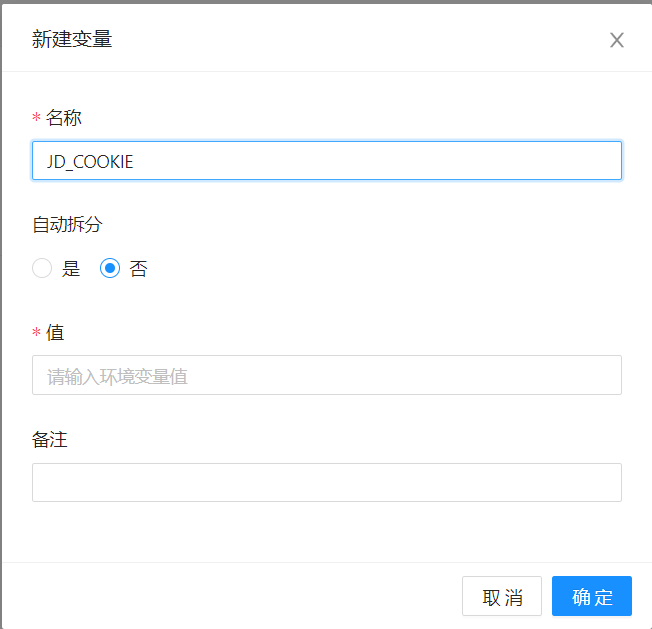 新建变量
* 名称
JD_COOKIE
自动拆分
是 否
* 值
请输入环境变量值
备注
取消 确定